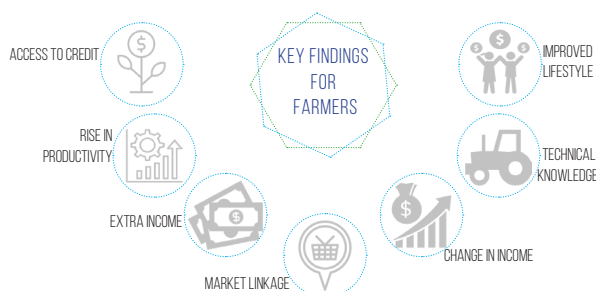 KEY FINDINGS
FOR
FARMERS
ACCESS TO CREDIT
$
RISE IN
PRODUCTIVITY
EXTRA INCOME
$
MARKET LINKAGE
CHANGE IN INCOME
$
TECHNICAL
KNOWLEDGE
IMPROVED
LIFESTYLE
$ $ $